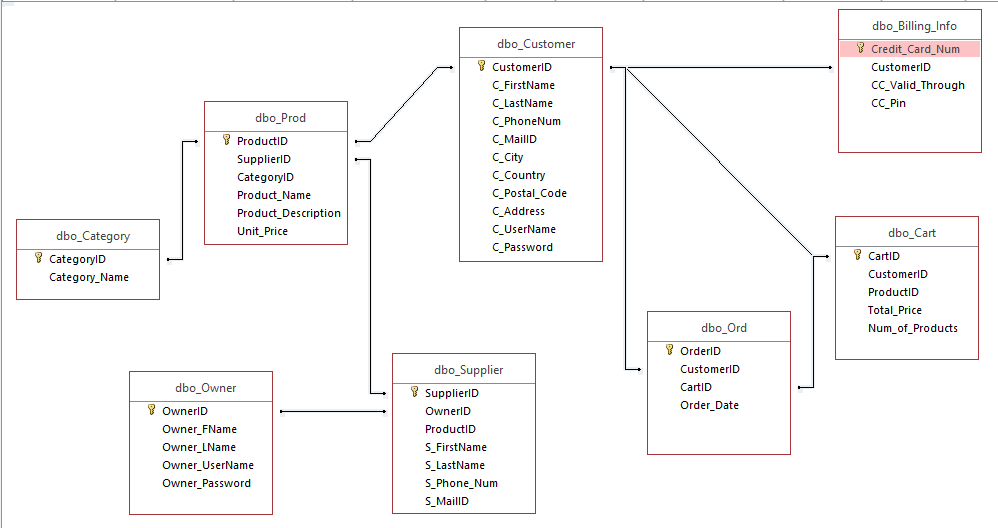 dbo_Billing_Info
Credit_Card_Num
CustomerID
CC_Valid_Through
CC_Pin
dbo_Customer
CustomerID
C_FirstName
C_LastName
C_PhoneNum
C_MailID
C_City
C_Country
C_Postal_Code
C_Address
C_UserName
C_Password
dbo_Prod
ProductID
SupplierID
CategoryID
Product_Name
Product_Description
Unit_Price
dbo_Category
CategoryID
Category_Name
dbo_Cart
CartID
CustomerID
ProductID
Total_Price
Num_of_Products
dbo_Ord
OrderID
CustomerID
CartID
Order_Date
dbo_Supplier
SupplierID
OwnerID
ProductID
S_FirstName
S_LastName
S_Phone_Num
S_MailID
dbo_Owner
OwnerID
Owner_FName
Owner_LName
Owner_UserName
Owner_Password